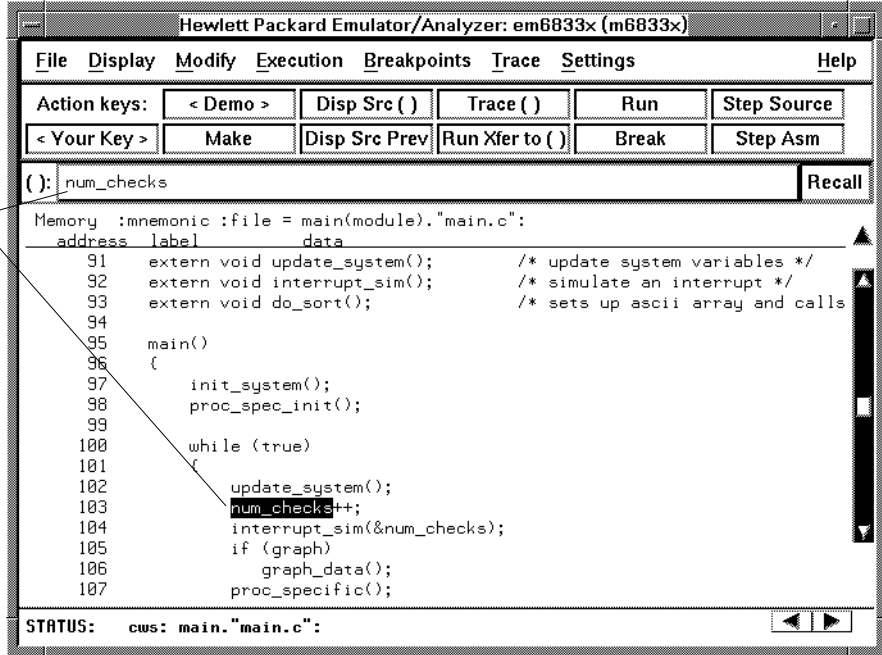 Hewlett Packard Emulator/Analyzer: em6833x (m6833x)
File Display Modify Execution Breakpoints Trace Settings Help
Action keys: < Demo > Disp Src ( ) Trace ( ) Run Step Source
< Your Key > Make Disp Src Prev Run Xfer to ( ) Break Step Asm
( ): num_checks Recall
Memory :mnemonic :file = main(module)."main.c":
address label data
91 extern void update_system(); /* update system variables */
92 extern void interrupt_sim(); /* simulate an interrupt */
93 extern void do_sort(); /* sets up ascii array and calls
94
95 main()
96 {
97 init_system();
98 proc_spec_init();
99
100 while (true)
101 {
102 update_system();
103 num_checks++;
104 interrupt_sim(&num_checks);
105 if (graph)
106 graph_data();
107 proc_specific();
STATUS: cws: main."main.c":